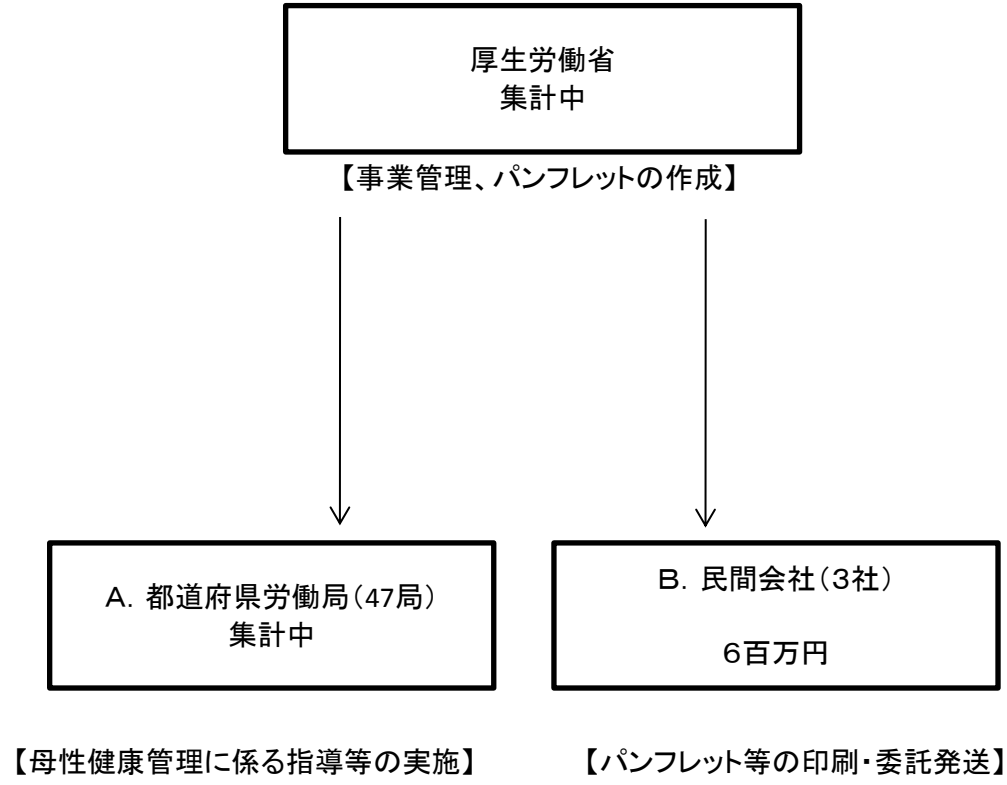 厚生労働省
集計中
【事業管理、パンフレットの作成】
A．都道府県労働局（47局）
集計中
B．民間会社（３社）
６百万円
【母性健康管理に係る指導等の実施】
【パンフレット等の印刷・委託発送】